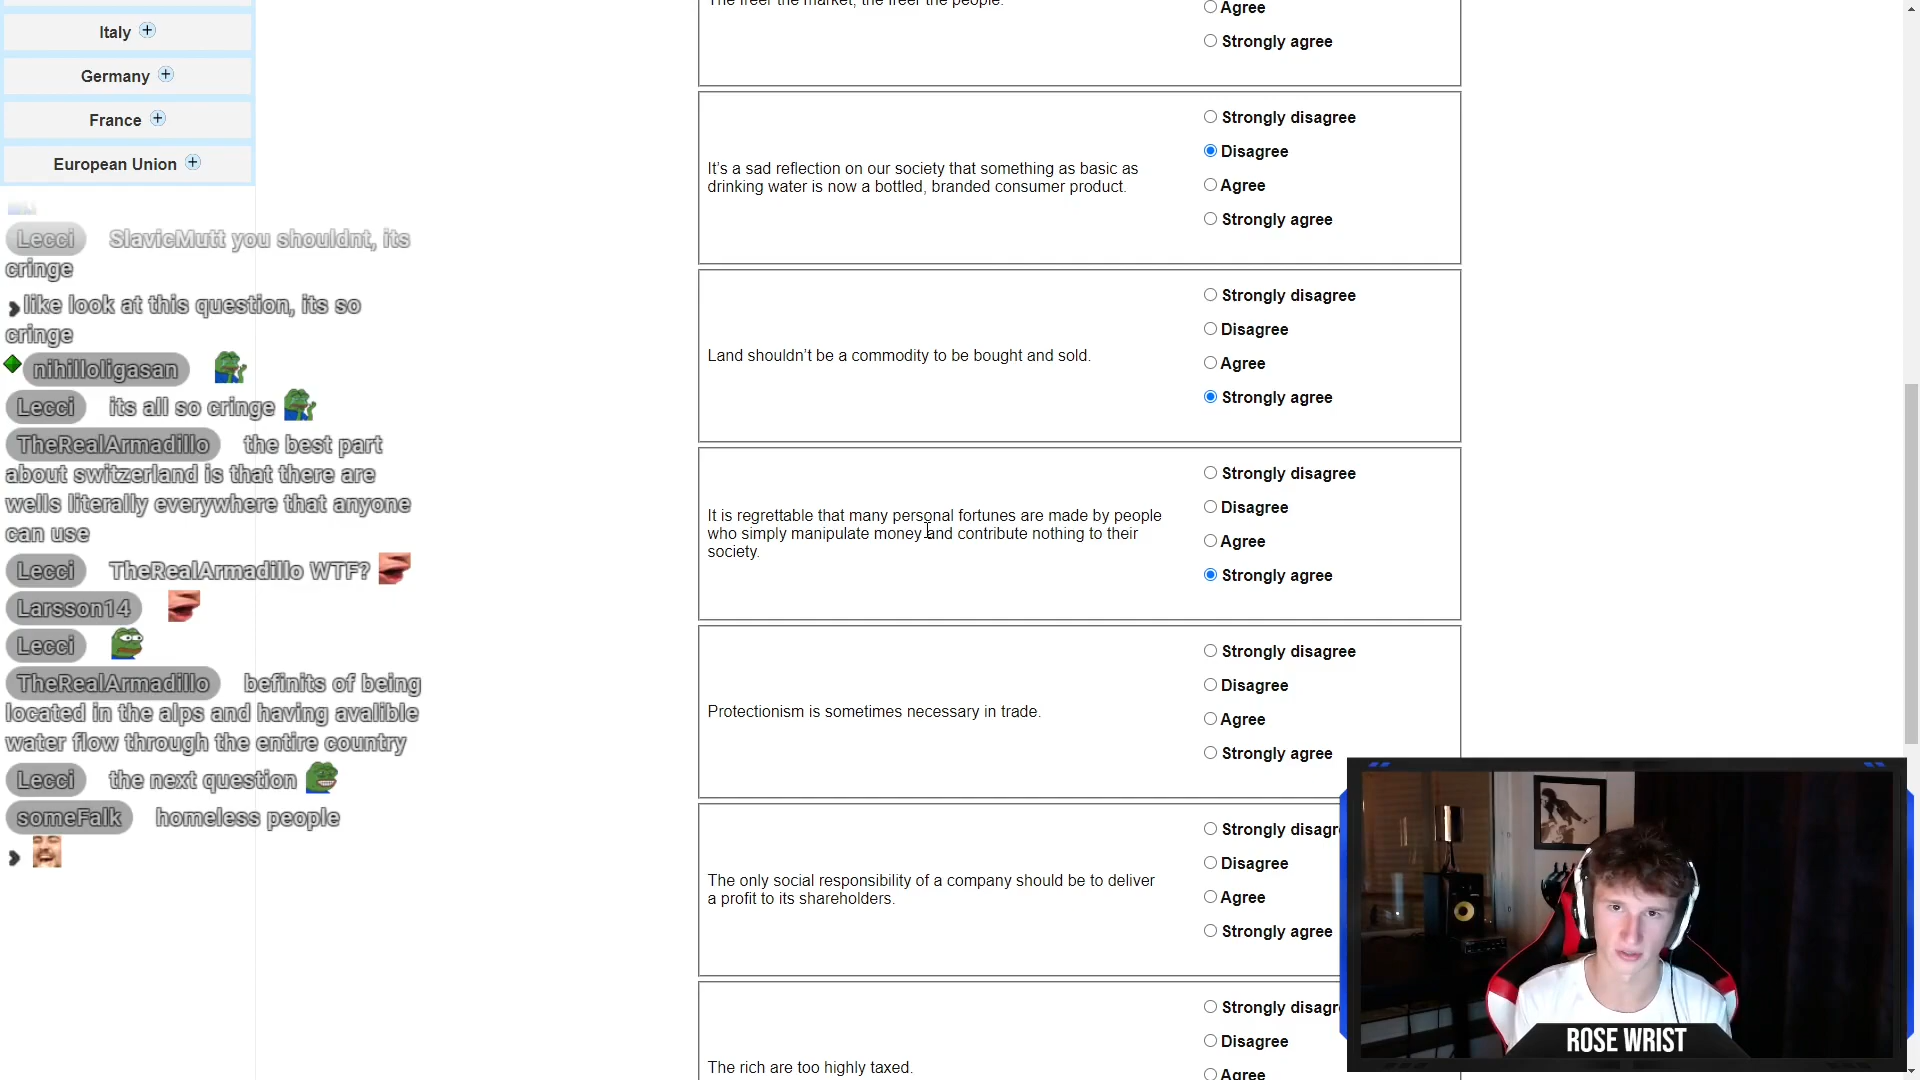 Italy
Germany
France
European Union
Lecci SlavicMutt you shouldnt, its
cringe
like look at this question, its so
cringe
nihilloligasan
Lecci its all so cringe
TheRealArmadillo the best part
about switzerland is that there are
wells literally everywhere that anyone
can use
Lecci TheRealArmadillo WTF?
Larsson14
Lecci
TheRealArmadillo befinits of being
located in the alps and having avalible
water flow through the entire country
Lecci the next question
someFalk homeless people
The freer the market, the freer the people.
Agree
Strongly agree
It's a sad reflection on our society that something as basic as
drinking water is now a bottled, branded consumer product.
Strongly disagree
Disagree
Agree
Strongly agree
Land shouldn't be a commodity to be bought and sold.
Strongly disagree
Disagree
Agree
Strongly agree
It is regrettable that many personal fortunes are made by people
who simply manipulate money and contribute nothing to their
society.
Strongly disagree
Disagree
Agree
Strongly agree
Protectionism is sometimes necessary in trade.
Strongly disagree
Disagree
Agree
Strongly agree
The only social responsibility of a company should be to deliver
a profit to its shareholders.
Strongly disagr
Disagree
Agree
Strongly agree
The rich are too highly taxed.
Strongly disagr
Disagree
Agree
ROSE WRIST